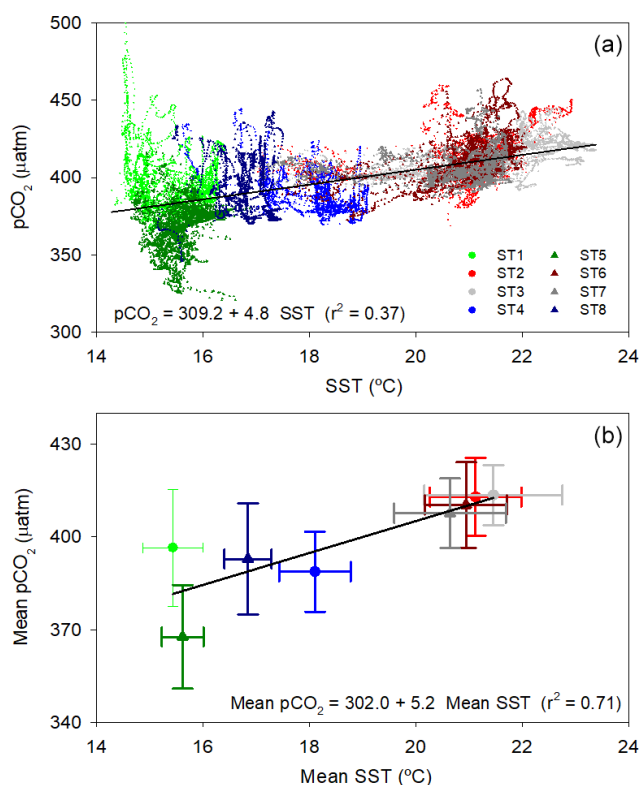 (a)
500
450
400
350
300
pCO₂ (µatm)
ST1 ST5
ST2 ST6
ST3 ST7
ST4 ST8
pCO₂ = 309.2 + 4.8 SST (r² = 0.37)
14 16 18 20 22 24
SST (ºC)
(b)
430
400
370
340
Mean pCO₂ (µatm)
Mean pCO₂ = 302.0 + 5.2 Mean SST (r² = 0.71)
14 16 18 20 22 24
Mean SST (ºC)